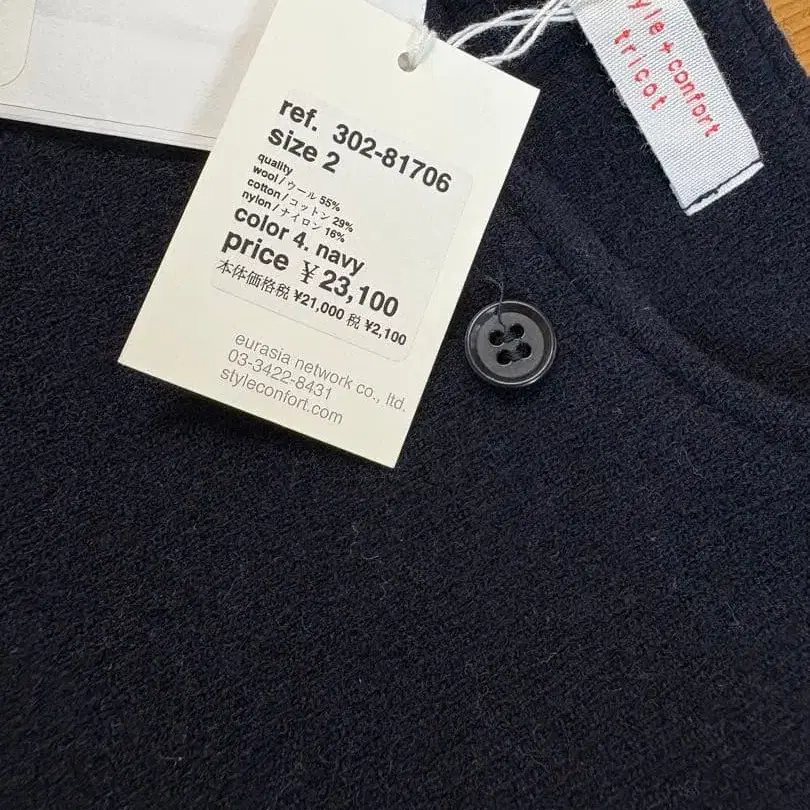 ref. 302-81706
size 2
quality
wool/ウール 55%
cotton/コットン 29%
nylon/ナイロン 16%
color 4. navy
price ￥23,100
本体価格税 ¥21,000 税 ¥2,100
eurasia network co., ltd.
03-3422-8431
styleconfort.com
yle+confort
tricot